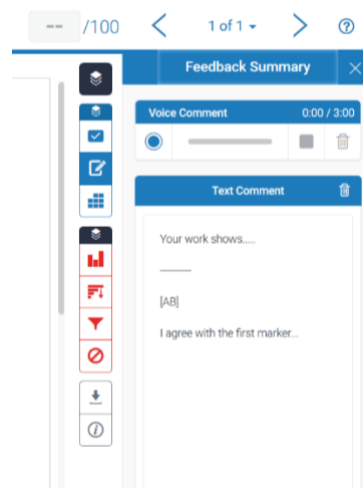 -- /100
1 of 1
Feedback Summary
Voice Comment 0:00 / 3:00
Text Comment
Your work shows.....
______
[AB]
I agree with the first marker...